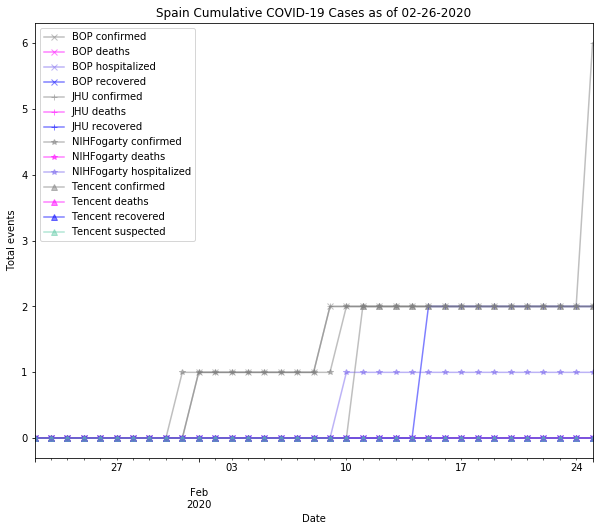 Spain Cumulative COVID-19 Cases as of 02-26-2020
BOP confirmed
BOP deaths
BOP hospitalized
BOP recovered
JHU confirmed
JHU deaths
JHU recovered
NIHFogarty confirmed
NIHFogarty deaths
NIHFogarty hospitalized
Tencent confirmed
Tencent deaths
Tencent recovered
Tencent suspected
Total events
6
5
4
3
2
1
0
27 03 10 17 24
Feb
2020
Date